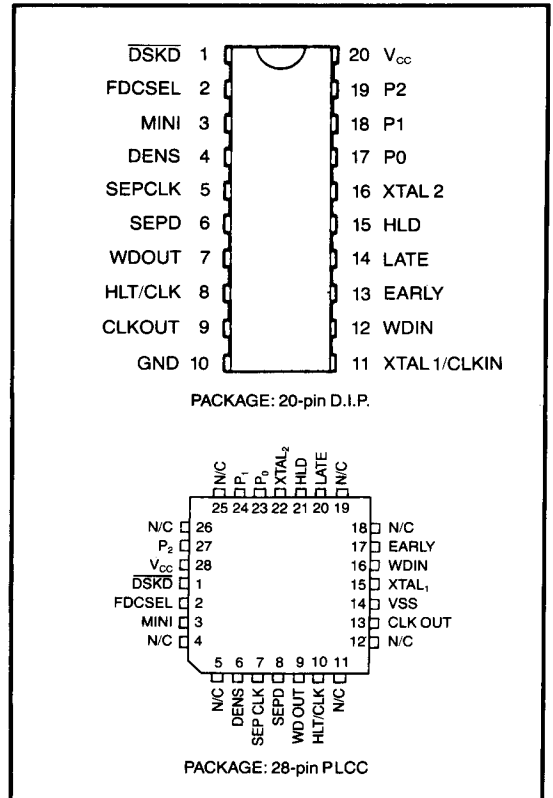 DSKD 1 20 VCC
FDCSEL 2 19 P2
MINI 3 18 P1
DENS 4 17 P0
SEPCLK 5 16 XTAL 2
SEPD 6 15 HLD
WDOUT 7 14 LATE
HLT/CLK 8 13 EARLY
CLKOUT 9 12 WDIN
GND 10 11 XTAL 1/CLKIN
PACKAGE: 20-pin D.I.P.
N/C P1 P0 XTAL2 HLD LATE N/C
25 24 23 22 21 20 19
N/C 26 18 N/C
P2 27 17 EARLY
VCC 28 16 WDIN
DSKD 1 15 XTAL1
FDCSEL 2 14 VSS
MINI 3 13 CLK OUT
N/C 4 12 N/C
5 6 7 8 9 10 11
N/C DENS SEP CLK SEPD WD OUT HLT/CLK N/C
PACKAGE: 28-pin PLCC